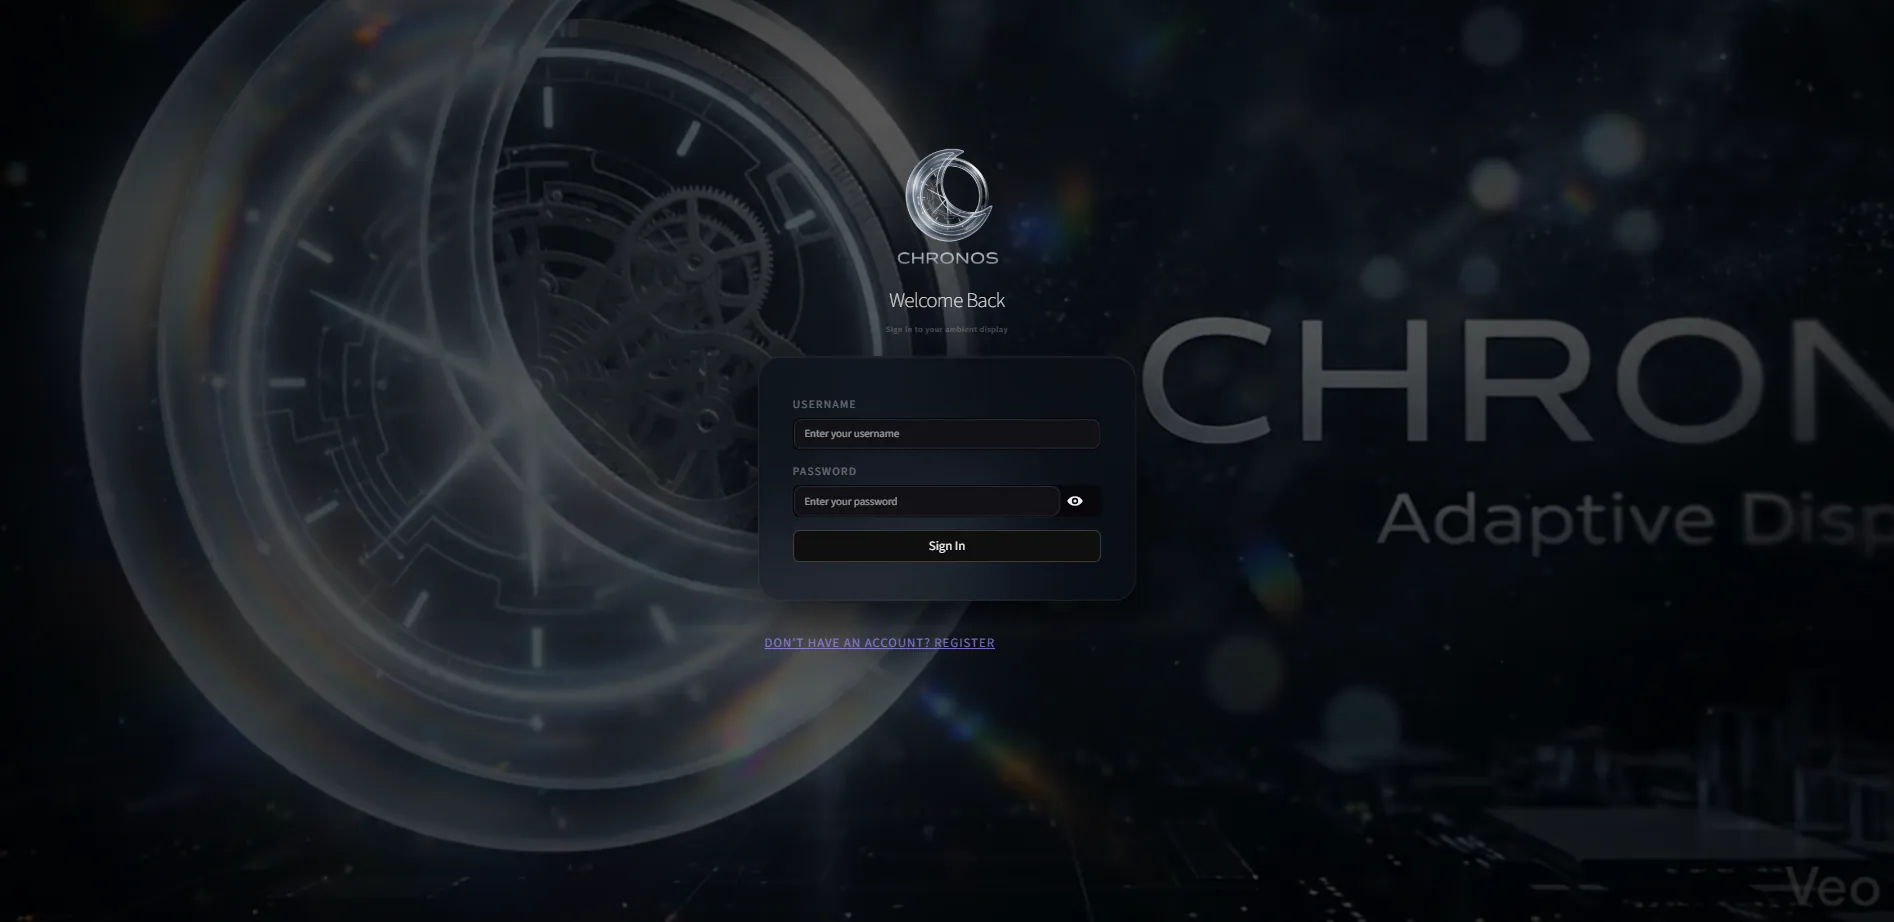 CHRONOS
Welcome Back
Sign in to your ambient display
CHRON
Adaptive Disp
USERNAME
Enter your username
PASSWORD
Enter your password
Sign In
DON'T HAVE AN ACCOUNT? REGISTER
Veo